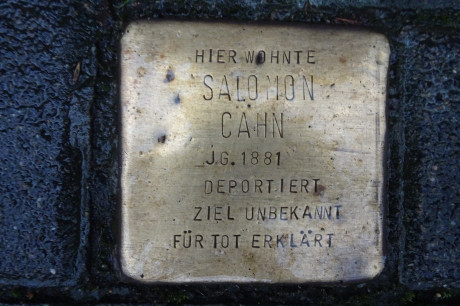 HIER WOHNTE
SALOMON
CAHN
JG. 1881
DEPORTIERT
ZIEL UNBEKANNT
FÜR TOT ERKLÄRT